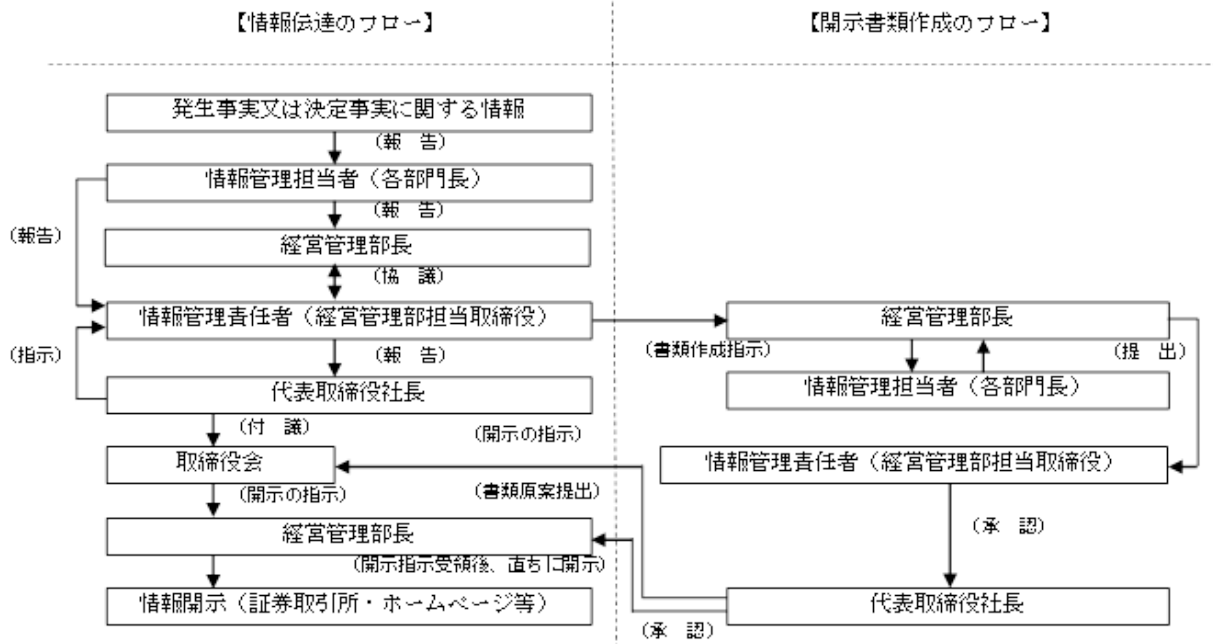 【情報伝達のフロー】
【開示書類作成のフロー】
発生事実又は決定事実に関する情報
（報　告）
情報管理担当者（各部門長）
（報　告）
（報告）
経営管理部長
（協　議）
情報管理責任者（経営管理部担当取締役）
経営管理部長
（指示）
（報　告）
（書類作成指示）
（提　出）
代表取締役社長
情報管理担当者（各部門長）
（付　議）
（開示の指示）
取締役会
情報管理責任者（経営管理部担当取締役）
（開示の指示）
（書類原案提出）
経営管理部長
（承　認）
（開示指示受領後、直ちに開示）
情報開示（証券取引所・ホームページ等）
代表取締役社長
（承　認）